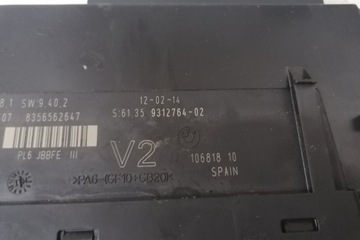 8.1 SW.9.40.2
12-02-14
07 8356562647
S:61.35 9312764-02
PL6 JBBFE III
V2
106818 10
SPAIN
>PA6-(GF10+GB20)<